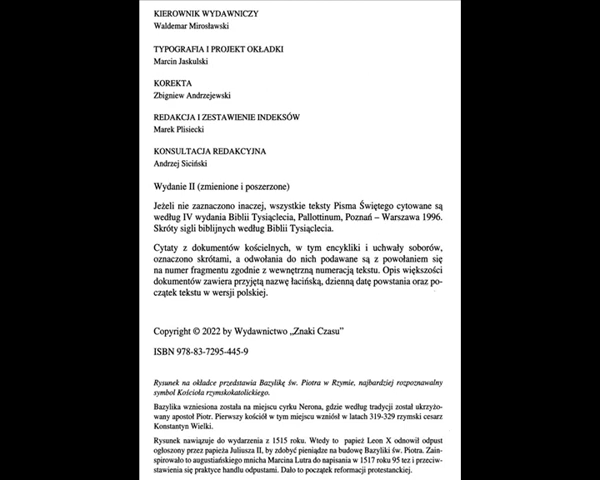 KIEROWNIK WYDAWNICZY
Waldemar Mirosławski
TYPOGRAFIA I PROJEKT OKŁADKI
Marcin Jaskulski
KOREKTA
Zbigniew Andrzejewski
REDAKCJA I ZESTAWIENIE INDEKSÓW
Marek Plisiecki
KONSULTACJA REDAKCYJNA
Andrzej Siciński
Wydanie II (zmienione i poszerzone)
Jeżeli nie zaznaczono inaczej, wszystkie teksty Pisma Świętego cytowane są
według IV wydania Biblii Tysiąclecia, Pallottinum, Poznań – Warszawa 1996.
Skróty sigli biblijnych według Biblii Tysiąclecia.
Cytaty z dokumentów kościelnych, w tym encykliki i uchwały soborów,
oznaczono skrótami, a odwołania do nich podawane są z powołaniem się
na numer fragmentu zgodnie z wewnętrzną numeracją tekstu. Opis większości
dokumentów zawiera przyjętą nazwę łacińską, dzienną datę powstania oraz po-
czątek tekstu w wersji polskiej.
Copyright © 2022 by Wydawnictwo „Znaki Czasu”
ISBN 978-83-7295-445-9
Rysunek na okładce przedstawia Bazylikę św. Piotra w Rzymie, najbardziej rozpoznawalny
symbol Kościoła rzymskokatolickiego.
Bazylika wzniesiona została na miejscu cyrku Nerona, gdzie według tradycji został ukrzyżo-
wany apostoł Piotr. Pierwszy kościół w tym miejscu wzniósł w latach 319-329 rzymski cesarz
Konstantyn Wielki.
Rysunek nawiązuje do wydarzenia z 1515 roku. Wtedy to papież Leon X odnowił odpust
ogłoszony przez papieża Juliusza II, by zdobyć pieniądze na budowę Bazyliki św. Piotra. Zain-
spirowało to augustiańskiego mnicha Marcina Lutra do napisania w 1517 roku 95 tez i przeciw-
stawienia się praktyce handlu odpustami. Dało to początek reformacji protestanckiej.